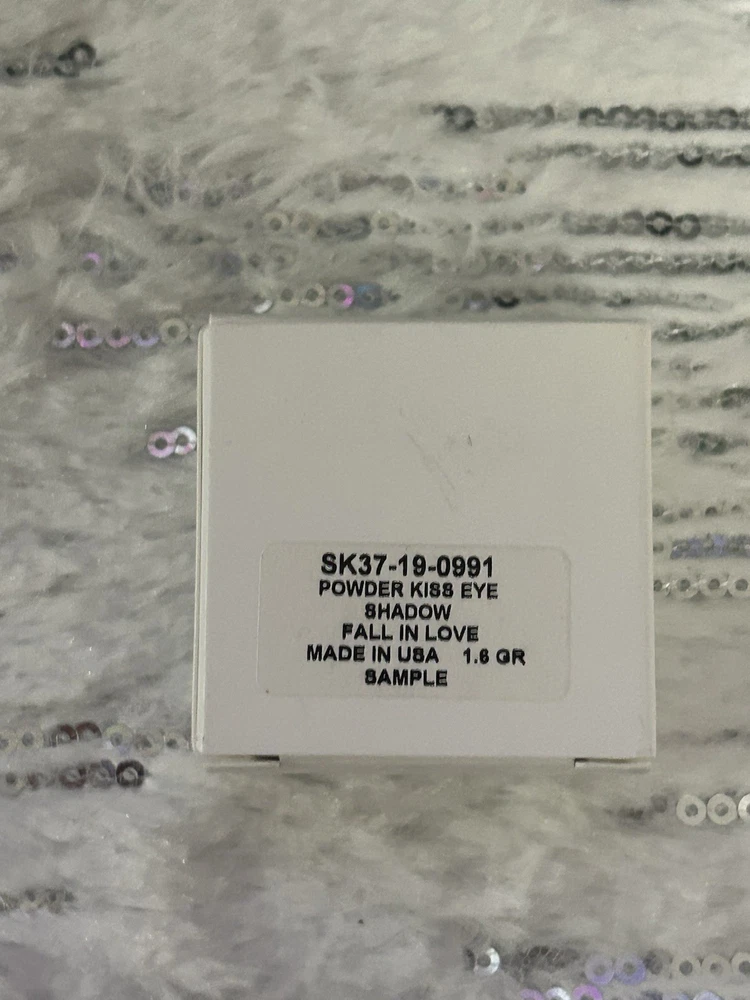 SK37-19-0991
POWDER KISS EYE
SHADOW
FALL IN LOVE
MADE IN USA 1.6 GR
SAMPLE